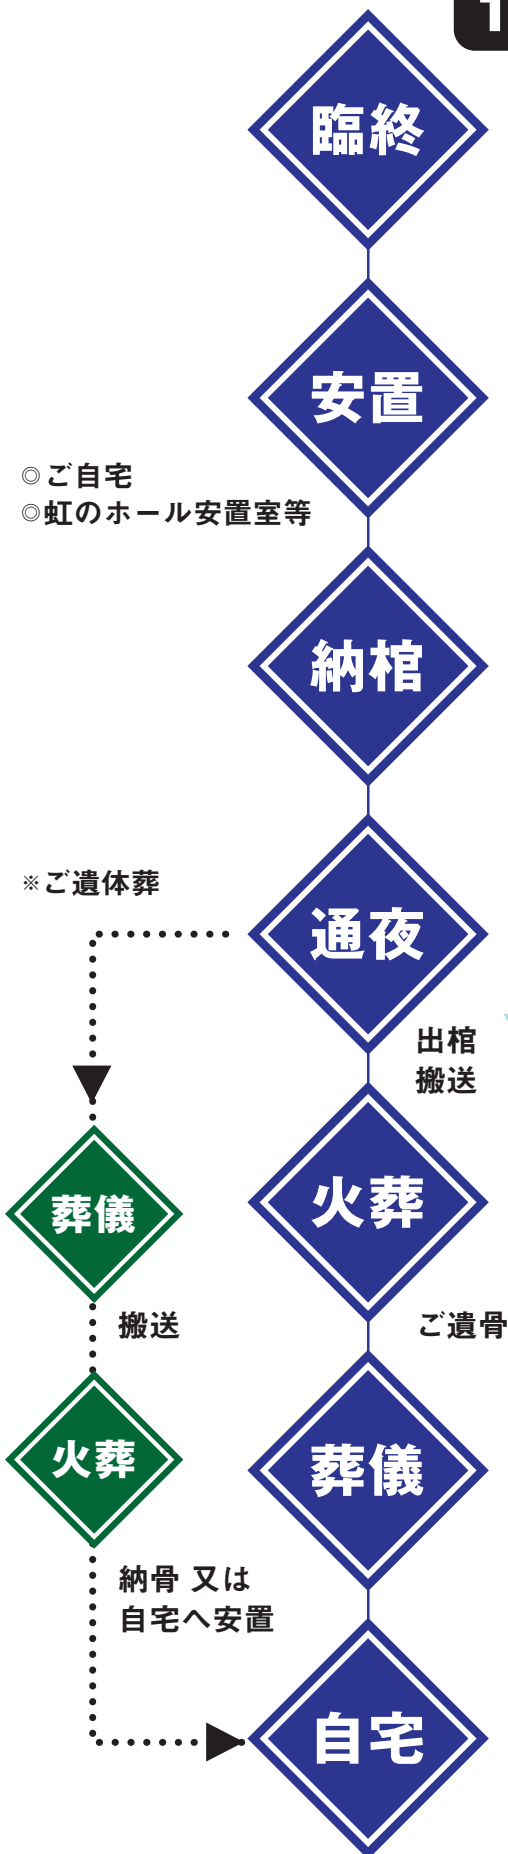 1
臨終
安置
◎ご自宅
◎虹のホール安置室等
納棺
※ご遺体葬
通夜
出棺
搬送
葬儀
火葬
搬送
ご遺骨
火葬
葬儀
納骨 又は
自宅へ安置
自宅